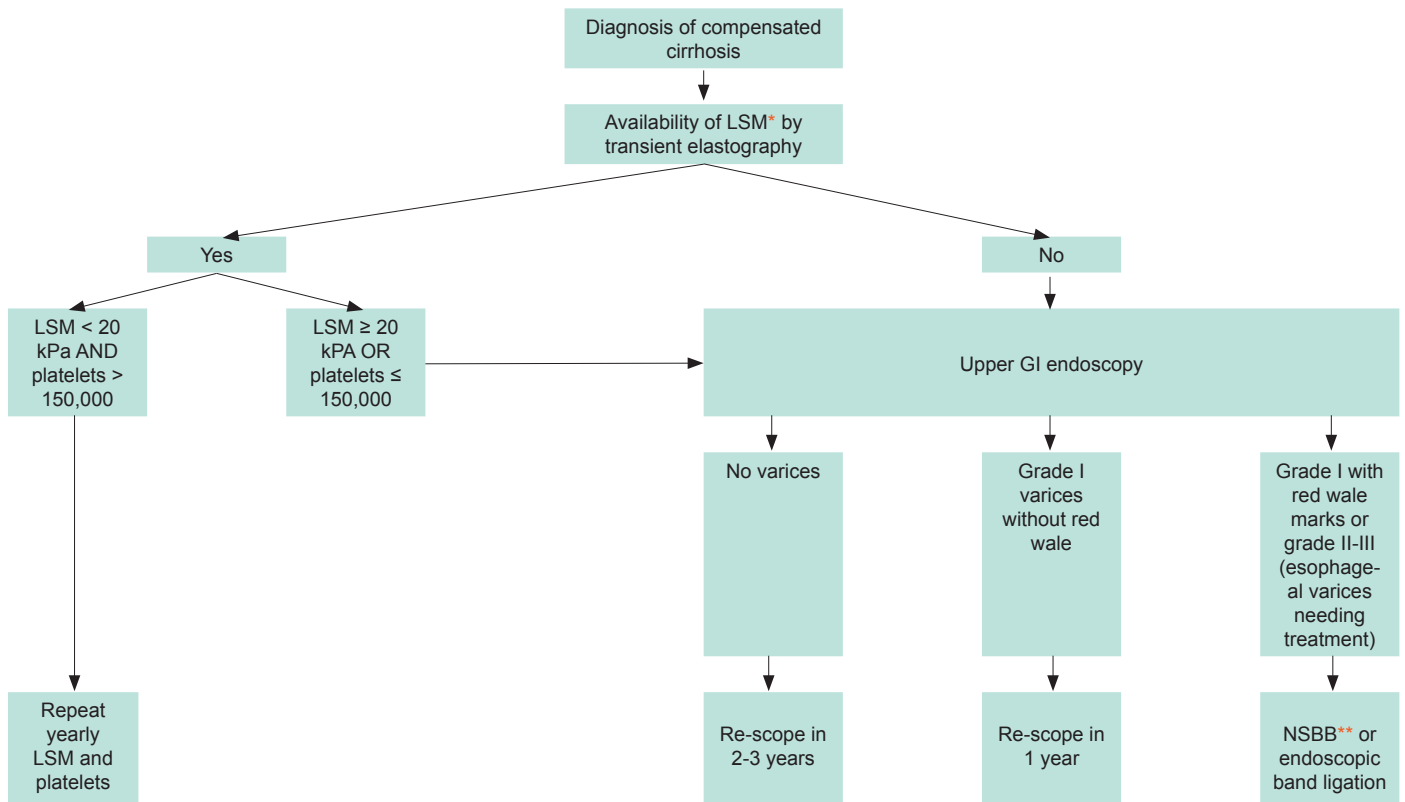 Diagnosis of compensated
cirrhosis
Availability of LSM* by
transient elastography
Yes
No
LSM < 20
kPa AND
platelets >
150,000
LSM ≥ 20
kPA OR
platelets ≤
150,000
Upper GI endoscopy
No varices
Grade I
varices
without red
wale
Grade I with
red wale
marks or
grade II-III
(esophage-
al varices
needing
treatment)
Repeat
yearly
LSM and
platelets
Re-scope in
2-3 years
Re-scope in
1 year
NSBB** or
endoscopic
band ligation